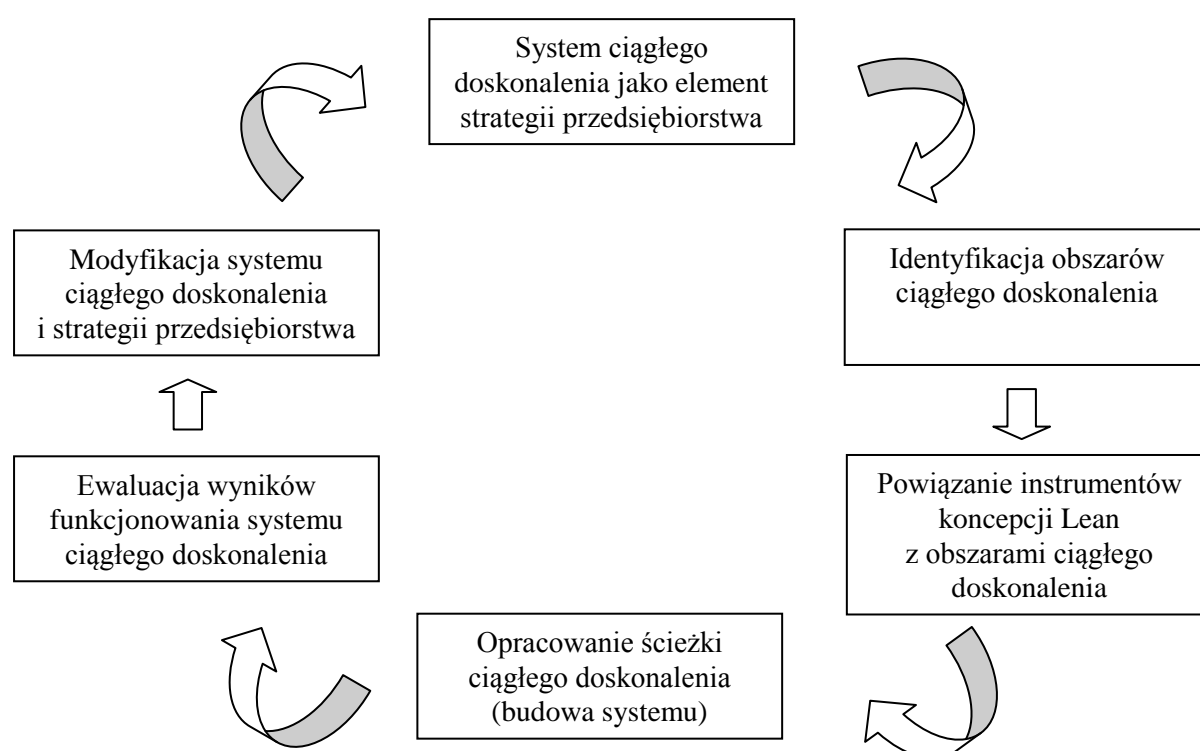 System ciągłego
doskonalenia jako element
strategii przedsiębiorstwa
Identyfikacja obszarów
ciągłego doskonalenia
Powiązanie instrumentów
koncepcji Lean
z obszarami ciągłego
doskonalenia
Opracowanie ścieżki
ciągłego doskonalenia
(budowa systemu)
Ewaluacja wyników
funkcjonowania systemu
ciągłego doskonalenia
Modyfikacja systemu
ciągłego doskonalenia
i strategii przedsiębiorstwa